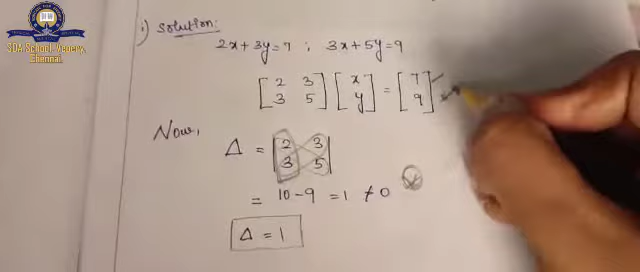 SDA School-Vepery,
Chennai
i) Solution:
2x + 3y = 7 ; 3x + 5y = 9
[2 3] [x] = [7]
[3 5] [y] [9]
Now,
Δ = |2 3|
|3 5|
= 10 - 9 = 1 ≠ 0
Δ = 1